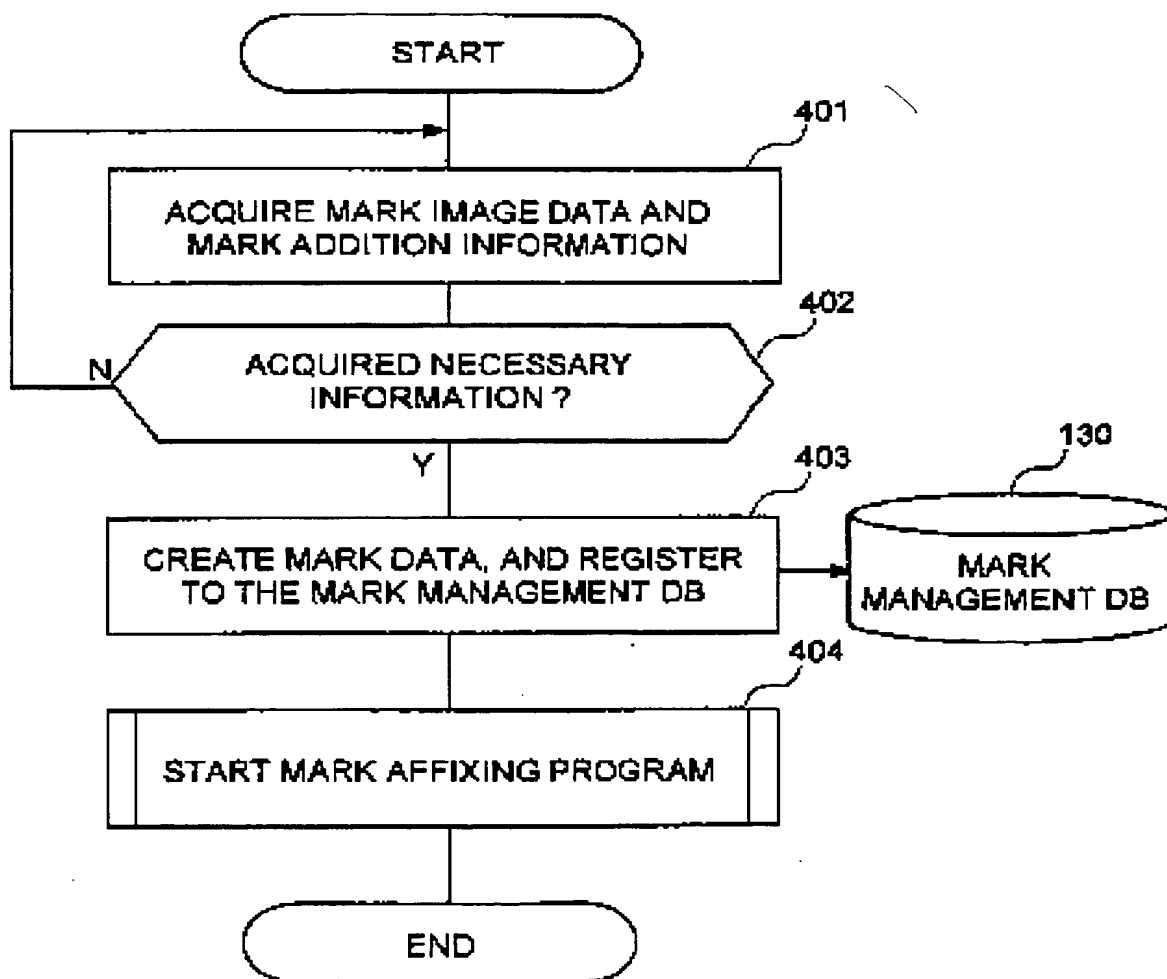 START
401
ACQUIRE MARK IMAGE DATA AND
MARK ADDITION INFORMATION
402
N
ACQUIRED NECESSARY
INFORMATION ?
Y
403
130
CREATE MARK DATA, AND REGISTER
TO THE MARK MANAGEMENT DB
MARK
MANAGEMENT DB
404
START MARK AFFIXING PROGRAM
END